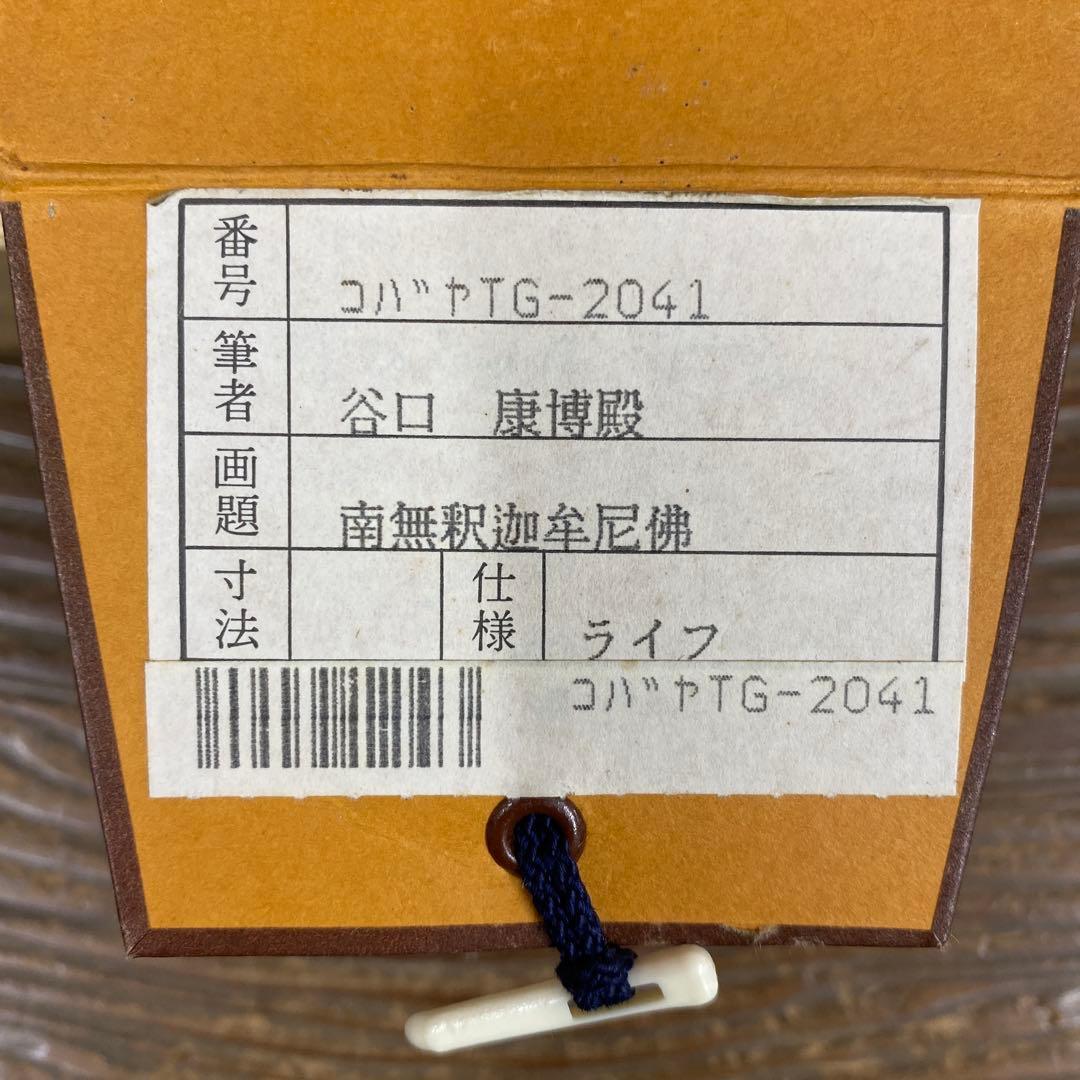 番号 コバヤTG-2041
筆者 谷口 康博殿
画題 南無釈迦牟尼佛
寸法 仕様 ライフ
コバヤTG-2041